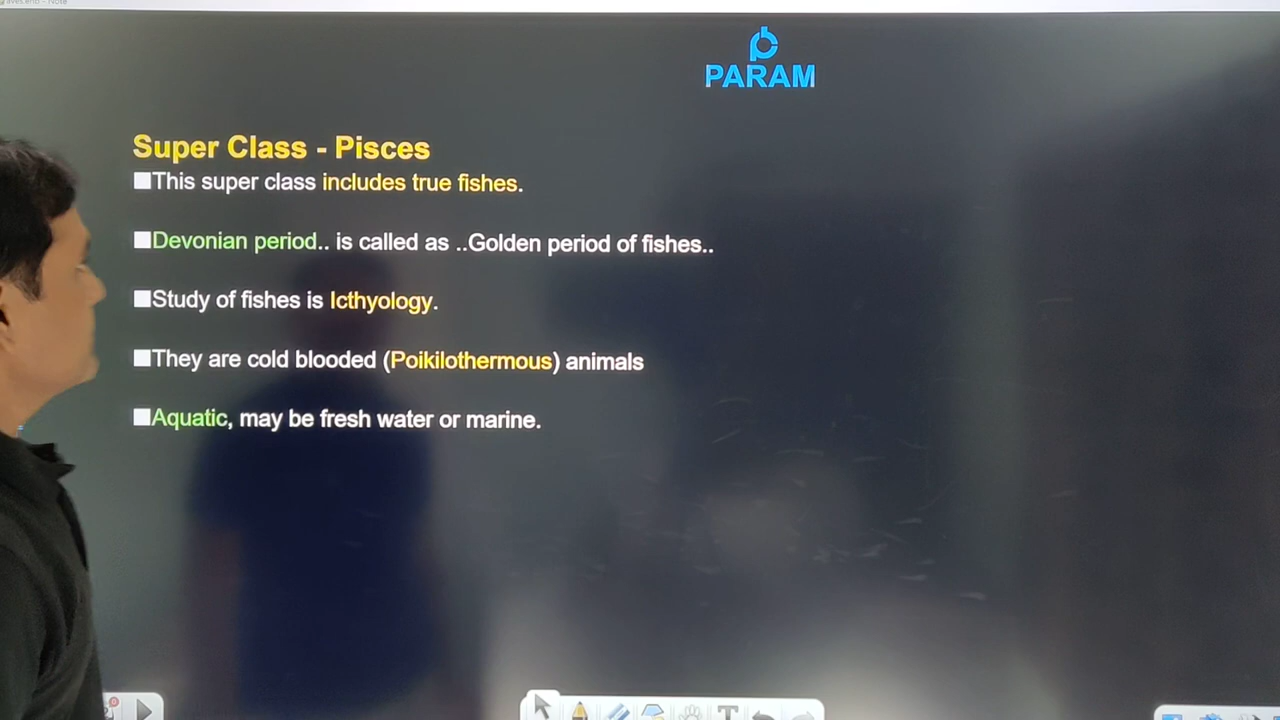 PARAM
Super Class - Pisces
■This super class includes true fishes.
■Devonian period.. is called as ..Golden period of fishes..
■Study of fishes is Icthyology.
■They are cold blooded (Poikilothermous) animals
■Aquatic, may be fresh water or marine.